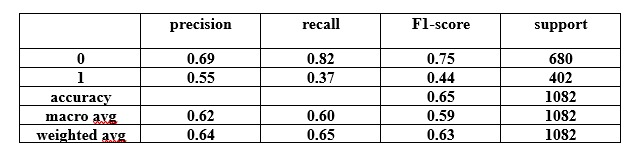 precision recall F1-score support
0 0.69 0.82 0.75 680
1 0.55 0.37 0.44 402
accuracy 0.65 1082
macro avg 0.62 0.60 0.59 1082
weighted avg 0.64 0.65 0.63 1082